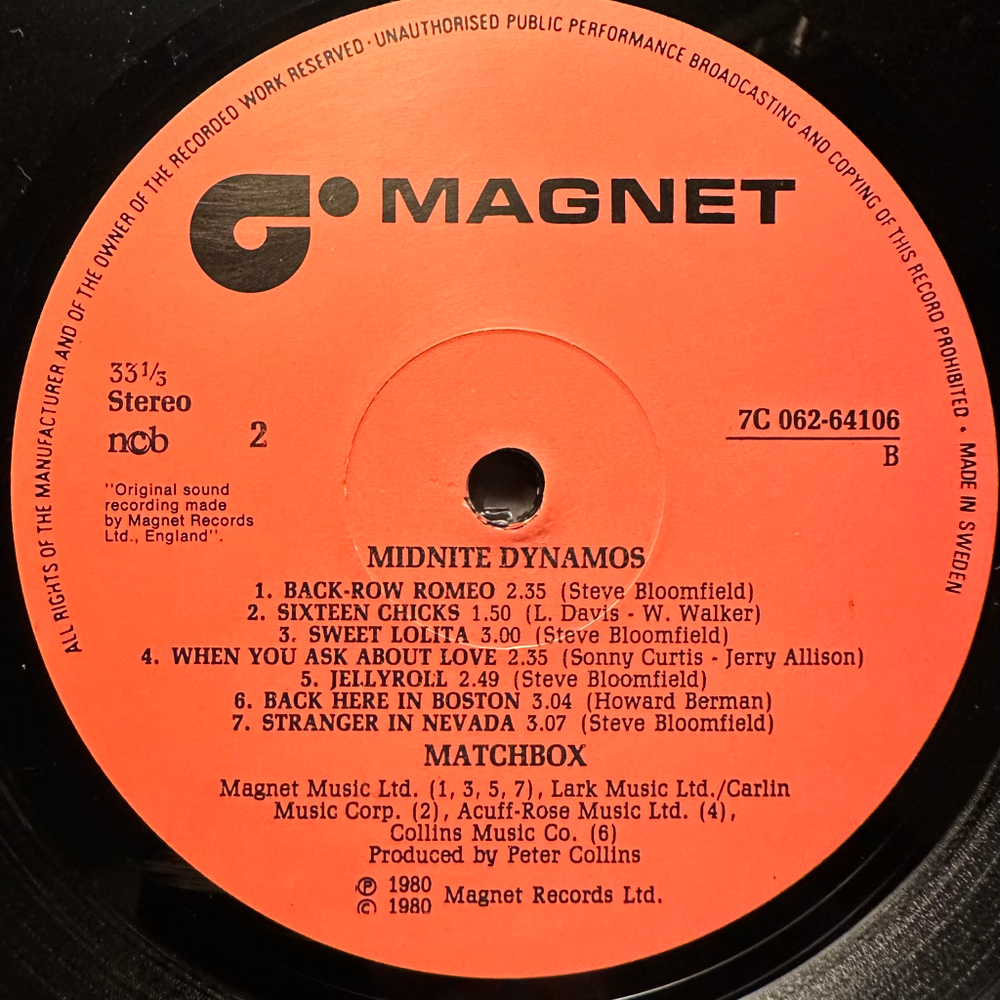 ALL RIGHTS OF THE MANUFACTURER AND OF THE OWNER OF THE RECORDED WORK RESERVED · UNAUTHORISED PUBLIC PERFORMANCE BROADCASTING AND COPYING OF THIS RECORD PROHIBITED · MADE IN SWEDEN
MAGNET
33 1/3
Stereo
ncb 2
7C 062-64106
B
"Original sound
recording made
by Magnet Records
Ltd., England".
MIDNITE DYNAMOS
1. BACK-ROW ROMEO 2.35 (Steve Bloomfield)
2. SIXTEEN CHICKS 1.50 (L. Davis - W. Walker)
3. SWEET LOLITA 3.00 (Steve Bloomfield)
4. WHEN YOU ASK ABOUT LOVE 2.35 (Sonny Curtis - Jerry Allison)
5. JELLYROLL 2.49 (Steve Bloomfield)
6. BACK HERE IN BOSTON 3.04 (Howard Berman)
7. STRANGER IN NEVADA 3.07 (Steve Bloomfield)
MATCHBOX
Magnet Music Ltd. (1, 3, 5, 7), Lark Music Ltd./Carlin
Music Corp. (2), Acuff-Rose Music Ltd. (4),
Collins Music Co. (6)
Produced by Peter Collins
℗ 1980
© 1980 Magnet Records Ltd.